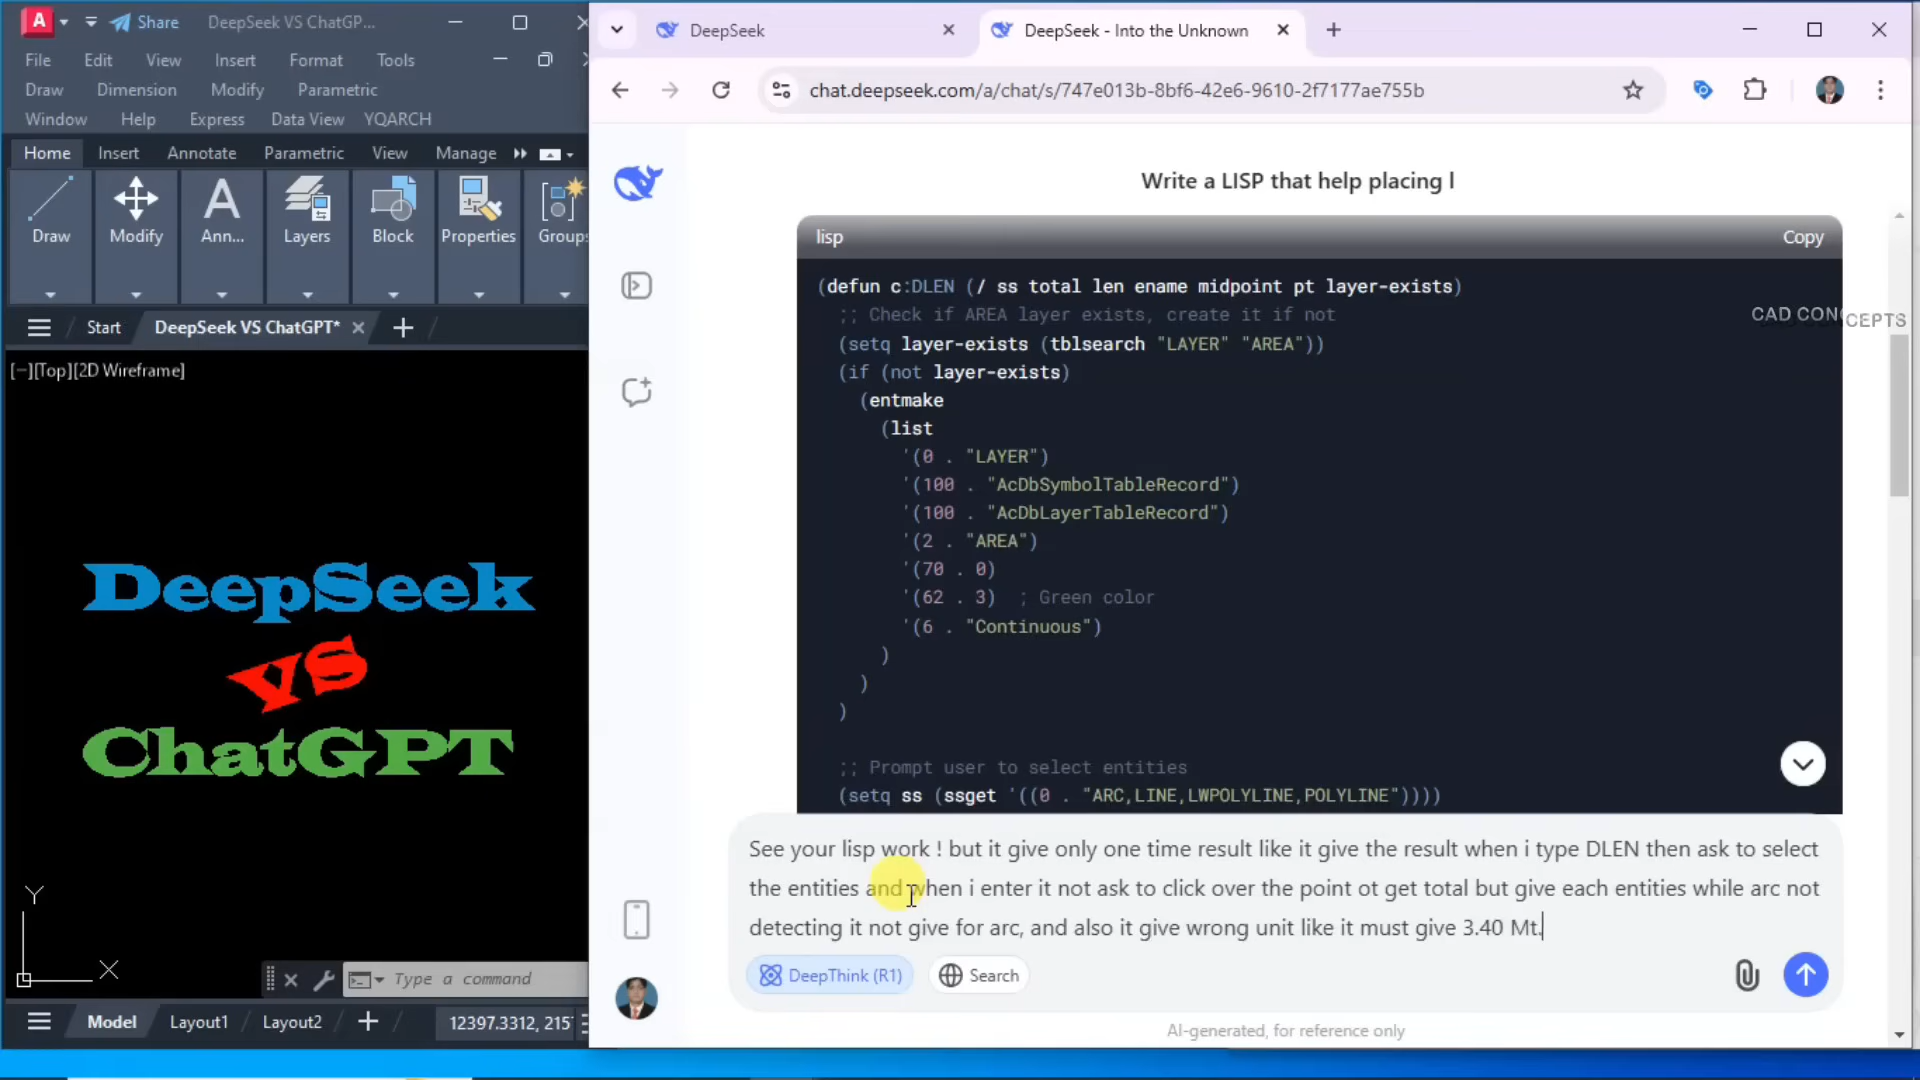 A
Share
DeepSeek VS ChatGP...
File Edit View Insert Format Tools
Draw Dimension Modify Parametric
Window Help Express Data View YQARCH
Home Insert Annotate Parametric View Manage
Draw Modify Ann... Layers Block Properties Groups
Start DeepSeek VS ChatGPT*
[−][Top][2D Wireframe]
DeepSeek
VS
ChatGPT
Y
X
Type a command
Model Layout1 Layout2 12397.3312, 215
DeepSeek
DeepSeek - Into the Unknown
chat.deepseek.com/a/chat/s/747e013b-8bf6-42e6-9610-2f7177ae755b
Write a LISP that help placing l
lisp
Copy
(defun c:DLEN (/ ss total len ename midpoint pt layer-exists)
;; Check if AREA layer exists, create it if not
(setq layer-exists (tblsearch "LAYER" "AREA"))
(if (not layer-exists)
(entmake
(list
'(0 . "LAYER")
'(100 . "AcDbSymbolTableRecord")
'(100 . "AcDbLayerTableRecord")
'(2 . "AREA")
'(70 . 0)
'(62 . 3) ; Green color
'(6 . "Continuous")
)
)
)
;; Prompt user to select entities
(setq ss (ssget '((0 . "ARC,LINE,LWPOLYLINE,POLYLINE"))))
CAD CONCEPTS
See your lisp work ! but it give only one time result like it give the result when i type DLEN then ask to select
the entities and when i enter it not ask to click over the point ot get total but give each entities while arc not
detecting it not give for arc, and also it give wrong unit like it must give 3.40 Mt.
DeepThink (R1) Search
AI-generated, for reference only